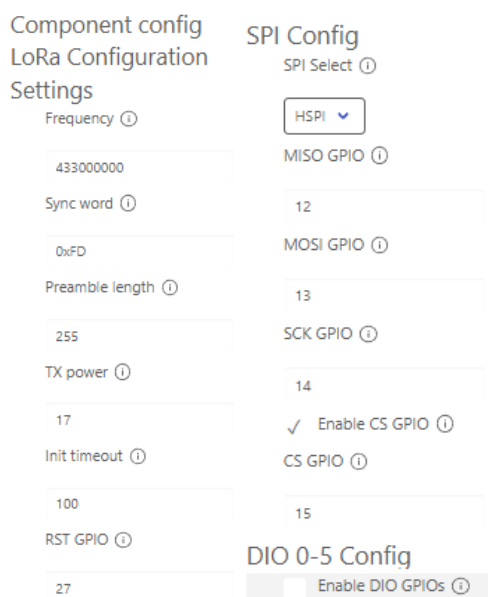 Component config
LoRa Configuration
Settings
Frequency
433000000
Sync word
0xFD
Preamble length
255
TX power
17
Init timeout
100
RST GPIO
27
SPI Config
SPI Select
HSPI
MISO GPIO
12
MOSI GPIO
13
SCK GPIO
14
Enable CS GPIO
CS GPIO
15
DIO 0-5 Config
Enable DIO GPIOs